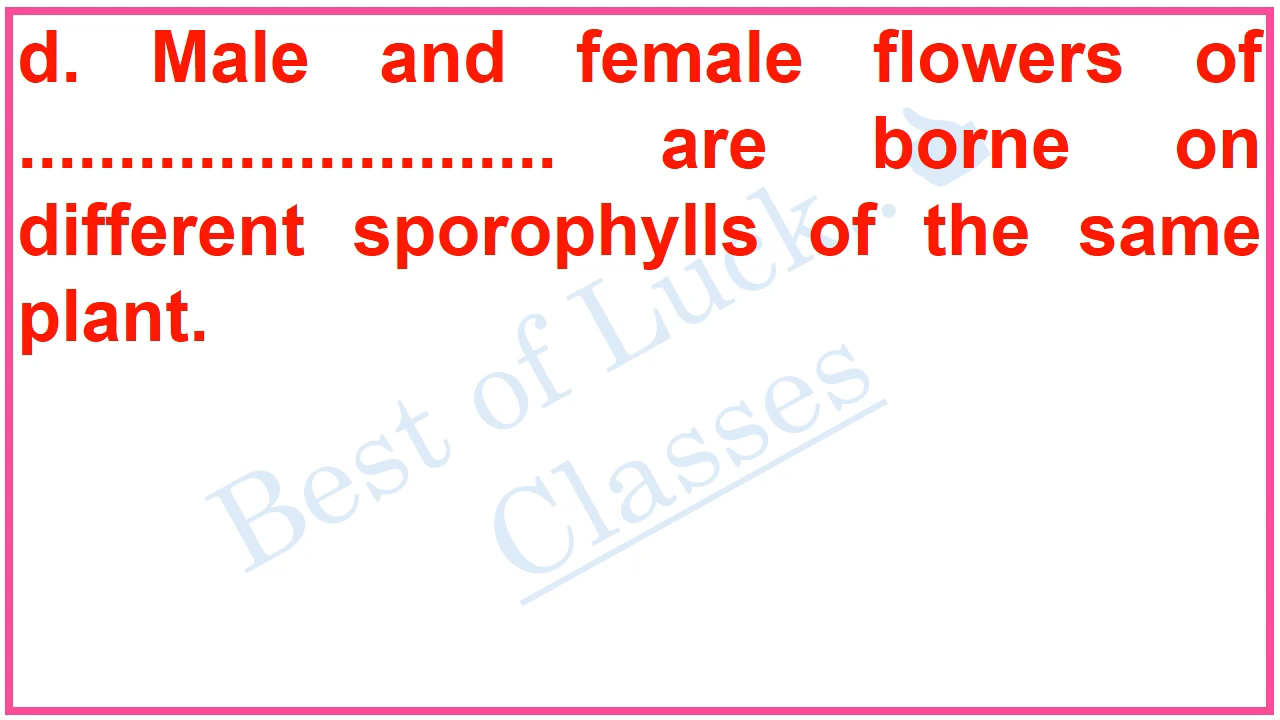 d. Male and female flowers of
........................... are borne on
different sporophylls of the same
plant.
Best of Luck.
Classes